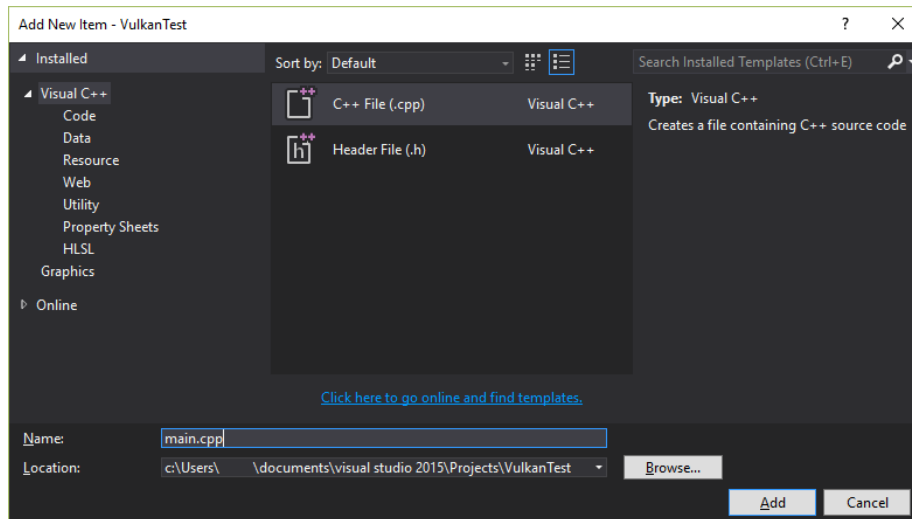 Add New Item - VulkanTest ? ×
Installed
Sort by: Default
Search Installed Templates (Ctrl+E)
Visual C++
Code
Data
Resource
Web
Utility
Property Sheets
HLSL
Graphics
Online
C++ File (.cpp) Visual C++
Header File (.h) Visual C++
Type: Visual C++
Creates a file containing C++ source code
Click here to go online and find templates.
Name: main.cpp
Location: c:\Users\ \documents\visual studio 2015\Projects\VulkanTest Browse...
Add Cancel